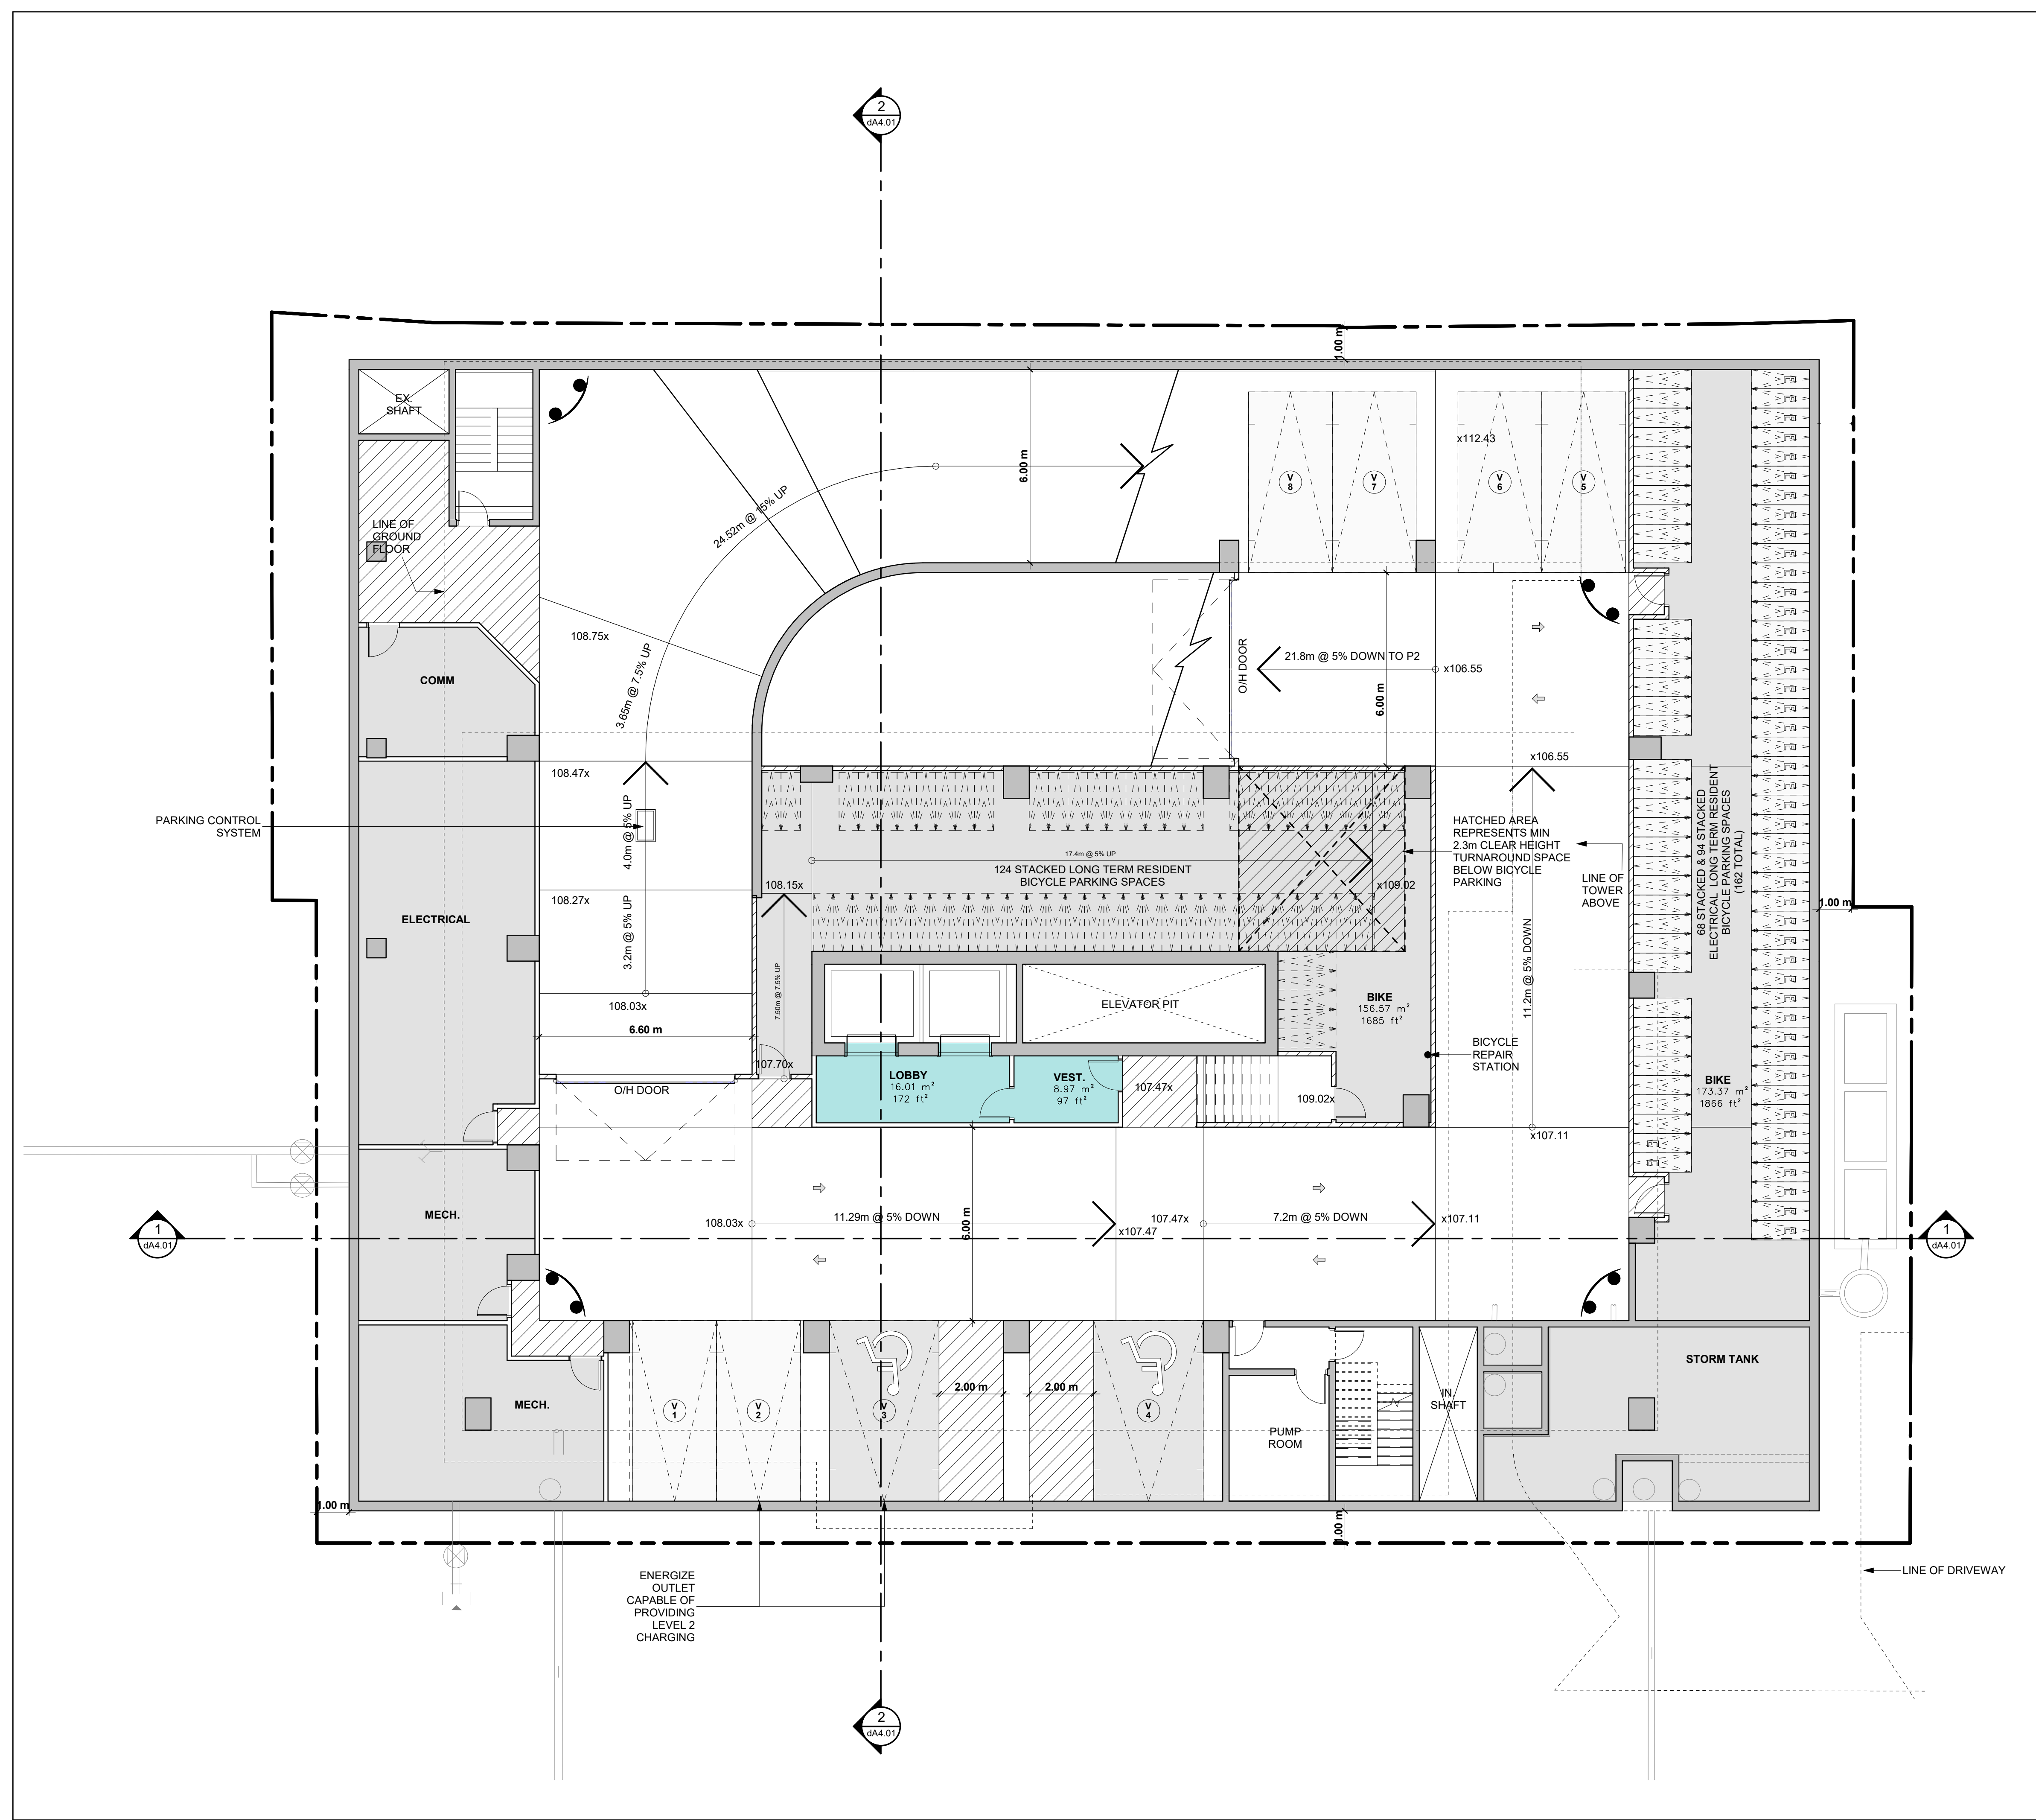 2
dA4.01
1.00 m
EX.
SHAFT
6.00 m
x112.43
V
8
V
7
V
6
V
5
LINE OF
GROUND
FLOOR
24.52m @ 15% UP
108.75x
3.65m @ 7.5% UP
COMM
O/H DOOR
21.8m @ 5% DOWN TO P2
x106.55
6.00 m
x106.55
108.47x
PARKING CONTROL
SYSTEM
4.0m @ 5% UP
17.4m @ 5% UP
124 STACKED LONG TERM RESIDENT
BICYCLE PARKING SPACES
108.15x
x109.02
HATCHED AREA
REPRESENTS MIN
2.3m CLEAR HEIGHT
TURNAROUND SPACE
BELOW BICYCLE
PARKING
LINE OF
TOWER
ABOVE
68 STACKED & 94 STACKED
ELECTRICAL LONG TERM RESIDENT
BICYCLE PARKING SPACES
(162 TOTAL)
1.00 m
108.27x
ELECTRICAL
3.2m @ 5% UP
108.03x
6.60 m
7.50m @ 7.5% UP
ELEVATOR PIT
BIKE
156.57 m²
1685 ft²
11.2m @ 5% DOWN
BICYCLE
REPAIR
STATION
107.70x
O/H DOOR
LOBBY
16.01 m²
172 ft²
VEST.
8.97 m²
97 ft²
107.47x
109.02x
BIKE
173.37 m²
1866 ft²
x107.11
MECH.
1
dA4.01
108.03x
11.29m @ 5% DOWN
6.00 m
x107.47
107.47x
7.2m @ 5% DOWN
x107.11
1
dA4.01
STORM TANK
MECH.
V
1
V
2
V
3
2.00 m
2.00 m
V
4
PUMP
ROOM
IN.
SHAFT
1.00 m
1.00 m
ENERGIZE
OUTLET
CAPABLE OF
PROVIDING
LEVEL 2
CHARGING
LINE OF DRIVEWAY
2
dA4.01